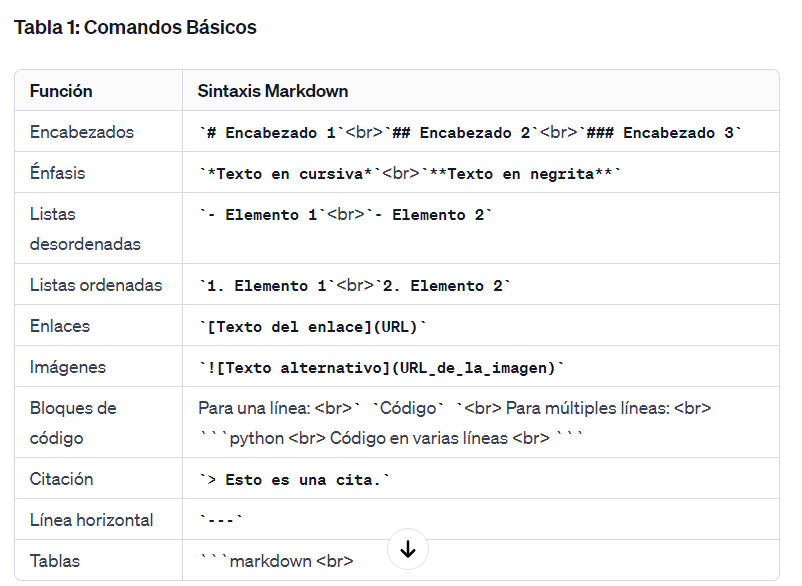 Tabla 1: Comandos Básicos
Función Sintaxis Markdown
Encabezados `# Encabezado 1`<br>`## Encabezado 2`<br>`### Encabezado 3`
Énfasis `*Texto en cursiva*`<br>`**Texto en negrita**`
Listas desordenadas `- Elemento 1`<br>`- Elemento 2`
Listas ordenadas `1. Elemento 1`<br>`2. Elemento 2`
Enlaces `[Texto del enlace](URL)`
Imágenes `![Texto alternativo](URL_de_la_imagen)`
Bloques de código Para una línea: <br>` `Código` `<br> Para múltiples líneas: <br>
```python <br> Código en varias líneas <br> ```
Citación `> Esto es una cita.`
Línea horizontal `---`
Tablas ```markdown <br>